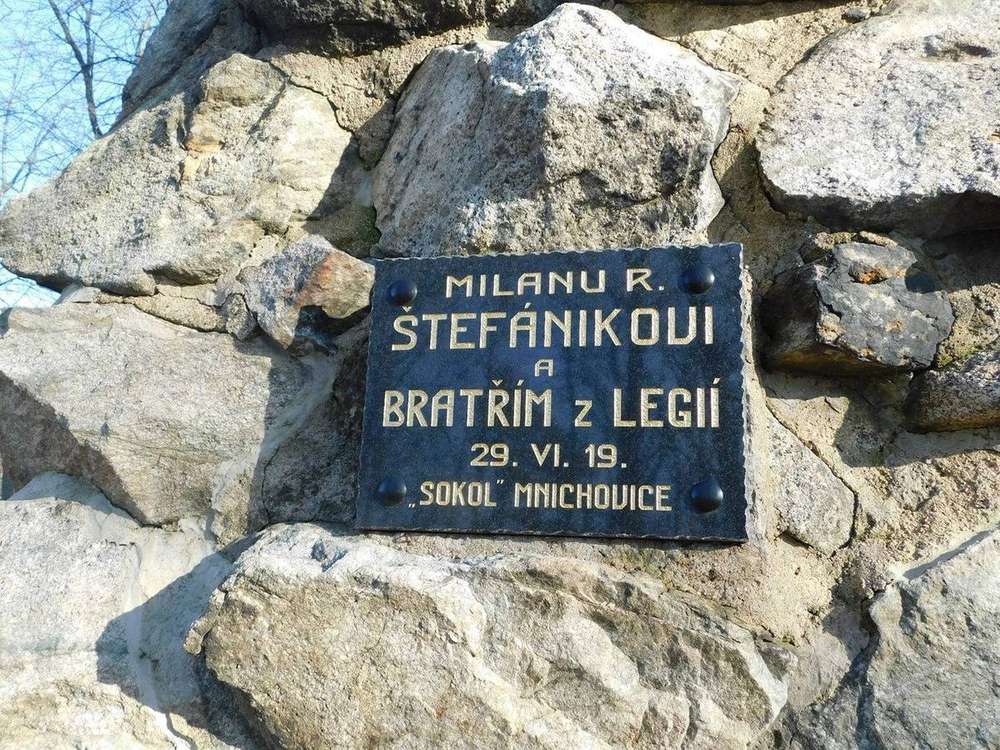 MILANU R.
ŠTEFÁNIKOVI
A
BRATŘÍM z LEGIÍ
29. VI. 19.
„SOKOL" MNICHOVICE